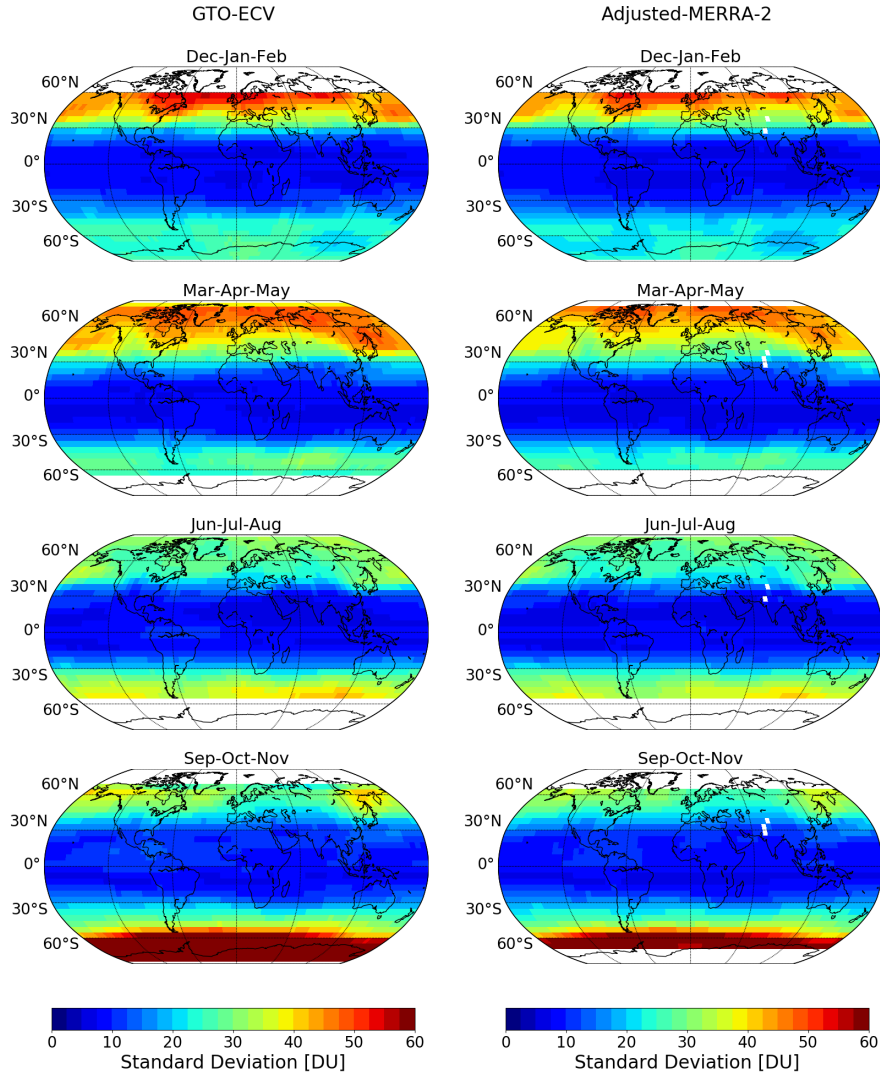 GTO-ECV Adjusted-MERRA-2
Dec-Jan-Feb Dec-Jan-Feb
60°N 60°N
30°N 30°N
0° 0°
30°S 30°S
60°S 60°S
Mar-Apr-May Mar-Apr-May
60°N 60°N
30°N 30°N
0° 0°
30°S 30°S
60°S 60°S
Jun-Jul-Aug Jun-Jul-Aug
60°N 60°N
30°N 30°N
0° 0°
30°S 30°S
60°S 60°S
Sep-Oct-Nov Sep-Oct-Nov
60°N 60°N
30°N 30°N
0° 0°
30°S 30°S
60°S 60°S
0 10 20 30 40 50 60 0 10 20 30 40 50 60
Standard Deviation [DU] Standard Deviation [DU]